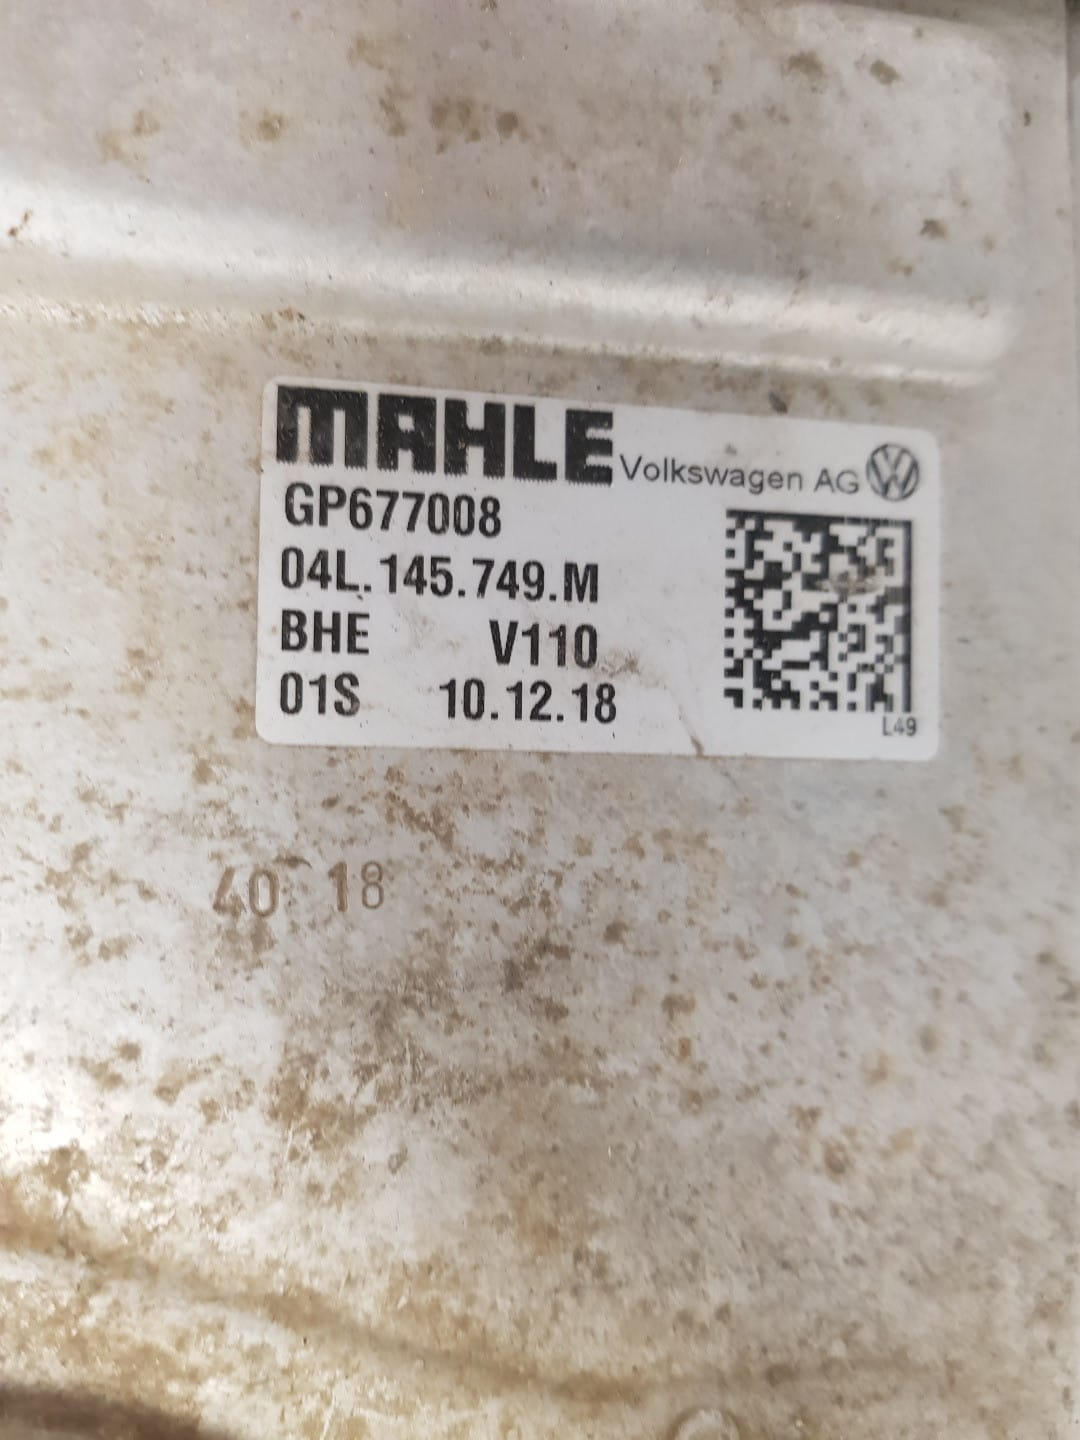 MAHLE Volkswagen AG
GP677008
04L.145.749.M
BHE V110
01S 10.12.18
L49
40 18